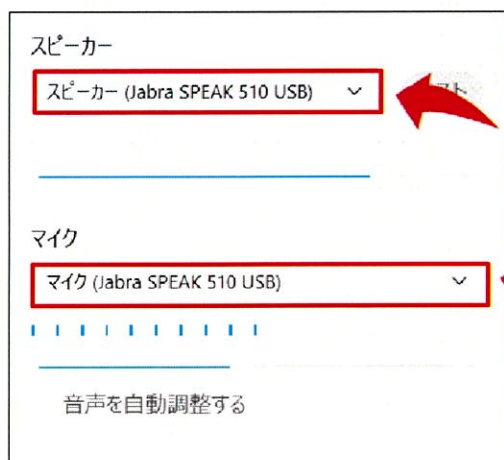 スピーカー
スピーカー (Jabra SPEAK 510 USB)
マイク
マイク (Jabra SPEAK 510 USB)
音声を自動調整する